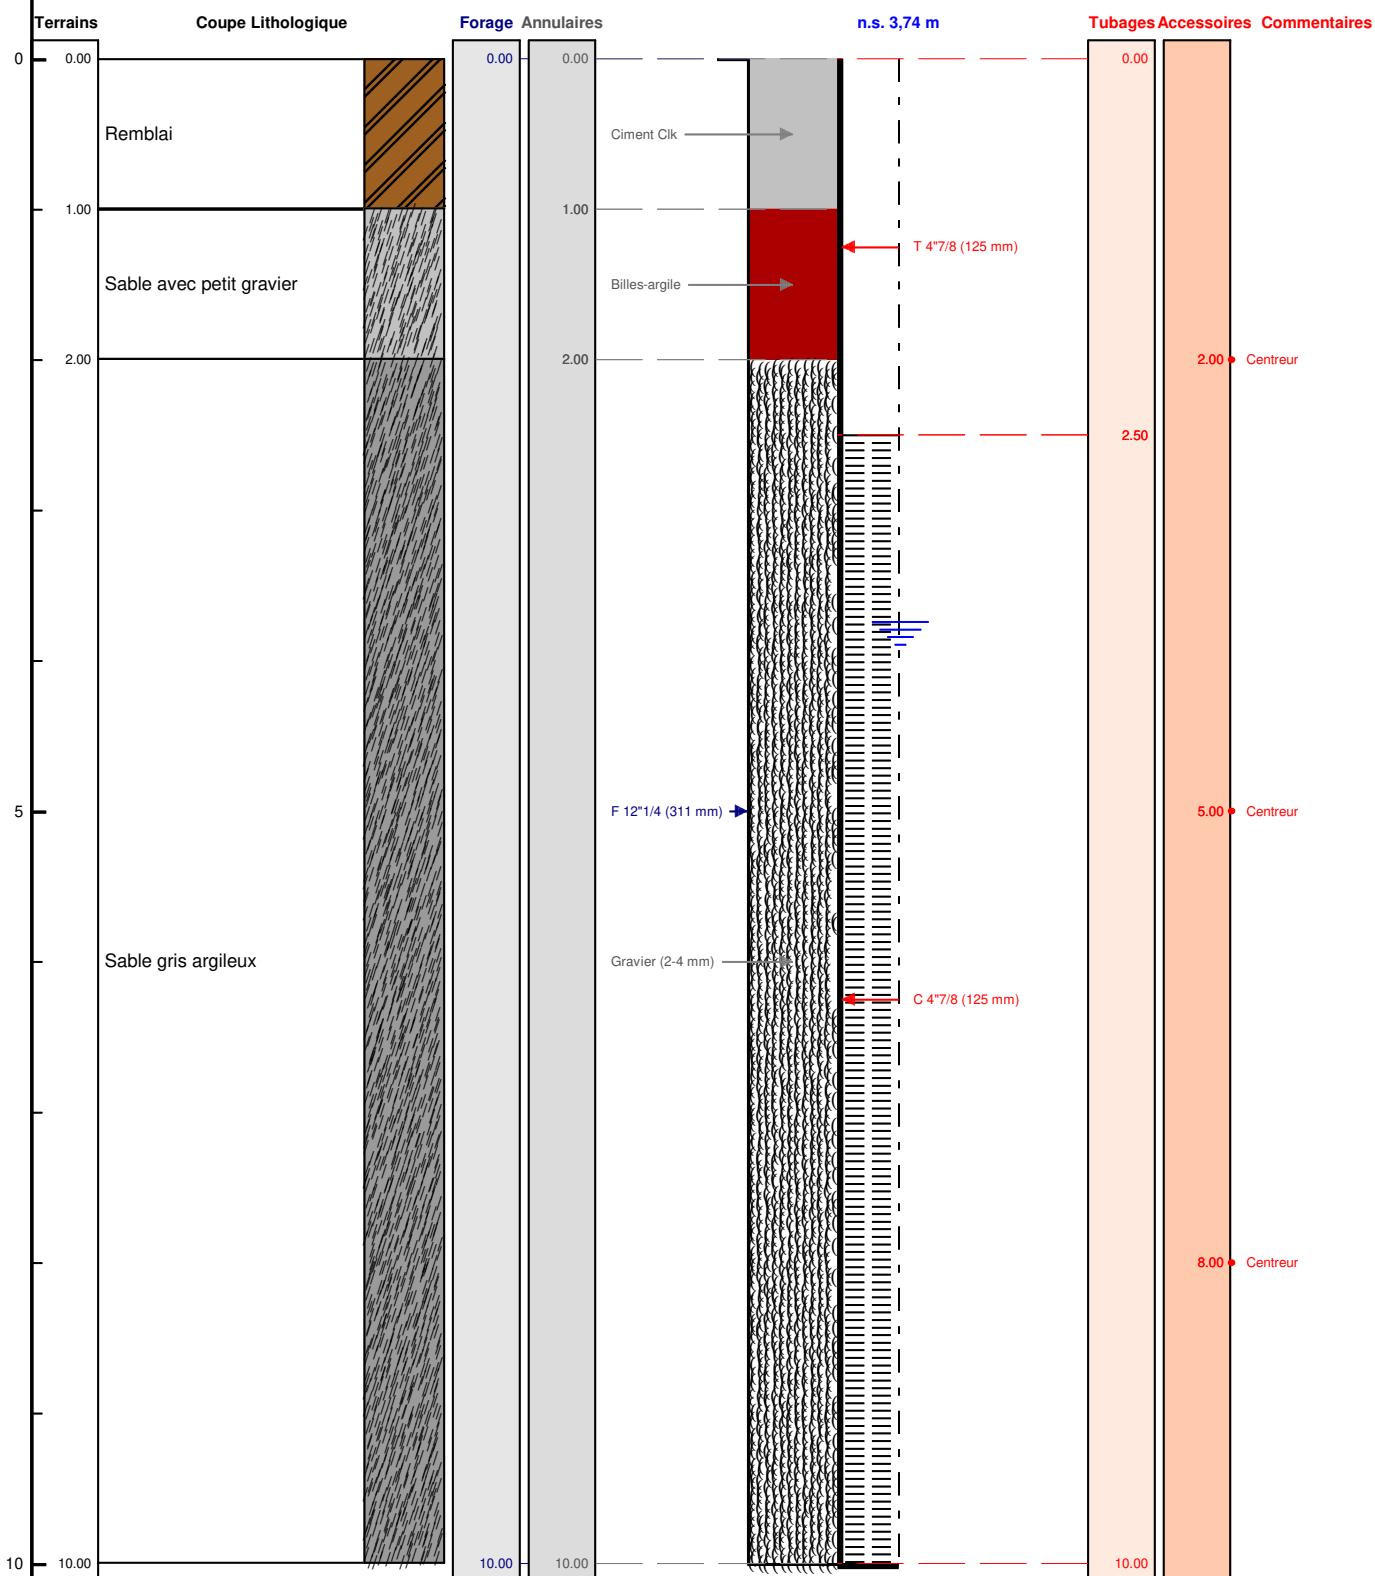 Terrains Coupe Lithologique Forage Annulaires n.s. 3,74 m Tubages Accessoires Commentaires
0 0.00 0.00 0.00 0.00
Remblai Ciment Clk
1.00 1.00
T 4"7/8 (125 mm)
Sable avec petit gravier Billes-argile
2.00 2.00 2.00 Centreur
2.50
5 F 12"1/4 (311 mm) 5.00 Centreur
Sable gris argileux Gravier (2-4 mm)
C 4"7/8 (125 mm)
8.00 Centreur
10 10.00 10.00 10.00 10.00